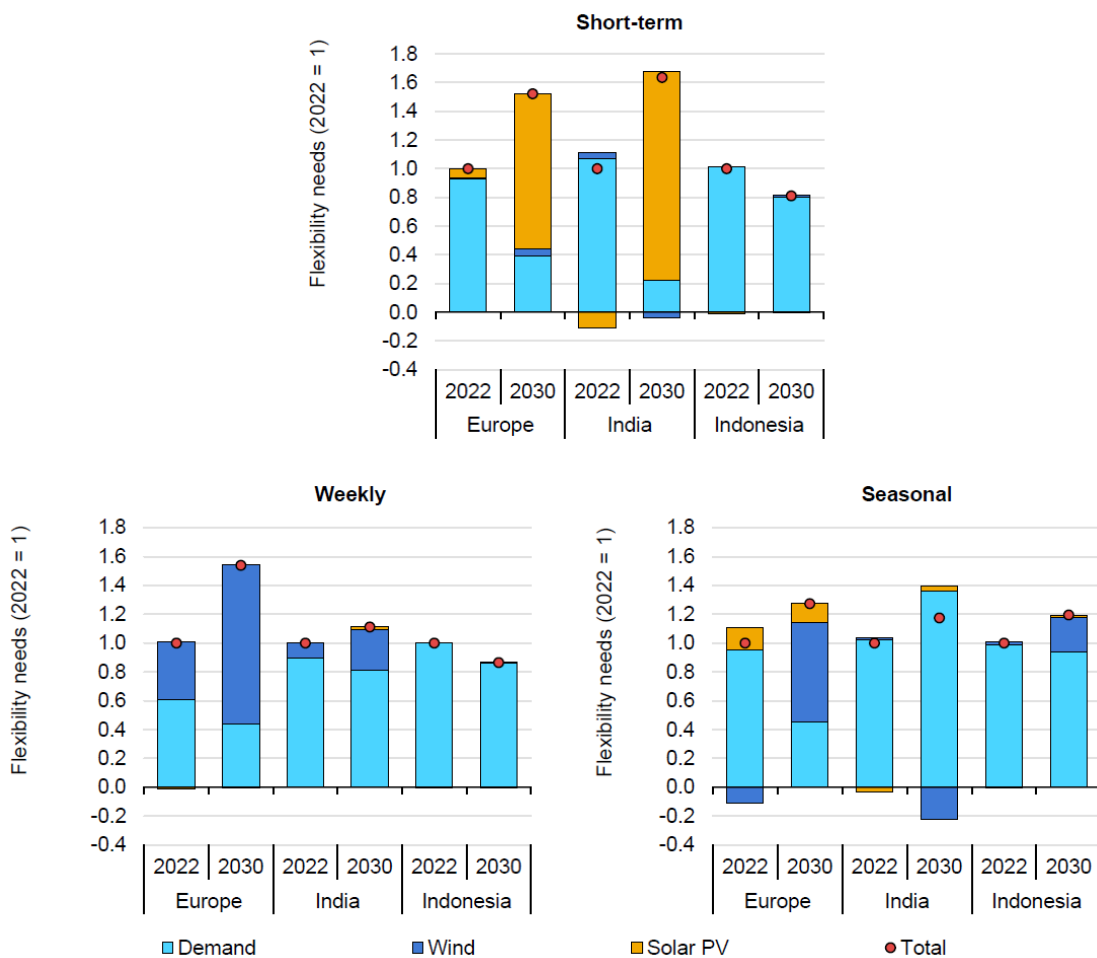 Short-term
Flexibility needs (2022 = 1)
1.8
1.6
1.4
1.2
1.0
0.8
0.6
0.4
0.2
0.0
-0.2
-0.4
2022 2030 2022 2030 2022 2030
Europe India Indonesia
Weekly
Flexibility needs (2022 = 1)
1.8
1.6
1.4
1.2
1.0
0.8
0.6
0.4
0.2
0.0
-0.2
-0.4
2022 2030 2022 2030 2022 2030
Europe India Indonesia
Seasonal
Flexibility needs (2022 = 1)
1.8
1.6
1.4
1.2
1.0
0.8
0.6
0.4
0.2
0.0
-0.2
-0.4
2022 2030 2022 2030 2022 2030
Europe India Indonesia
Demand Wind Solar PV Total